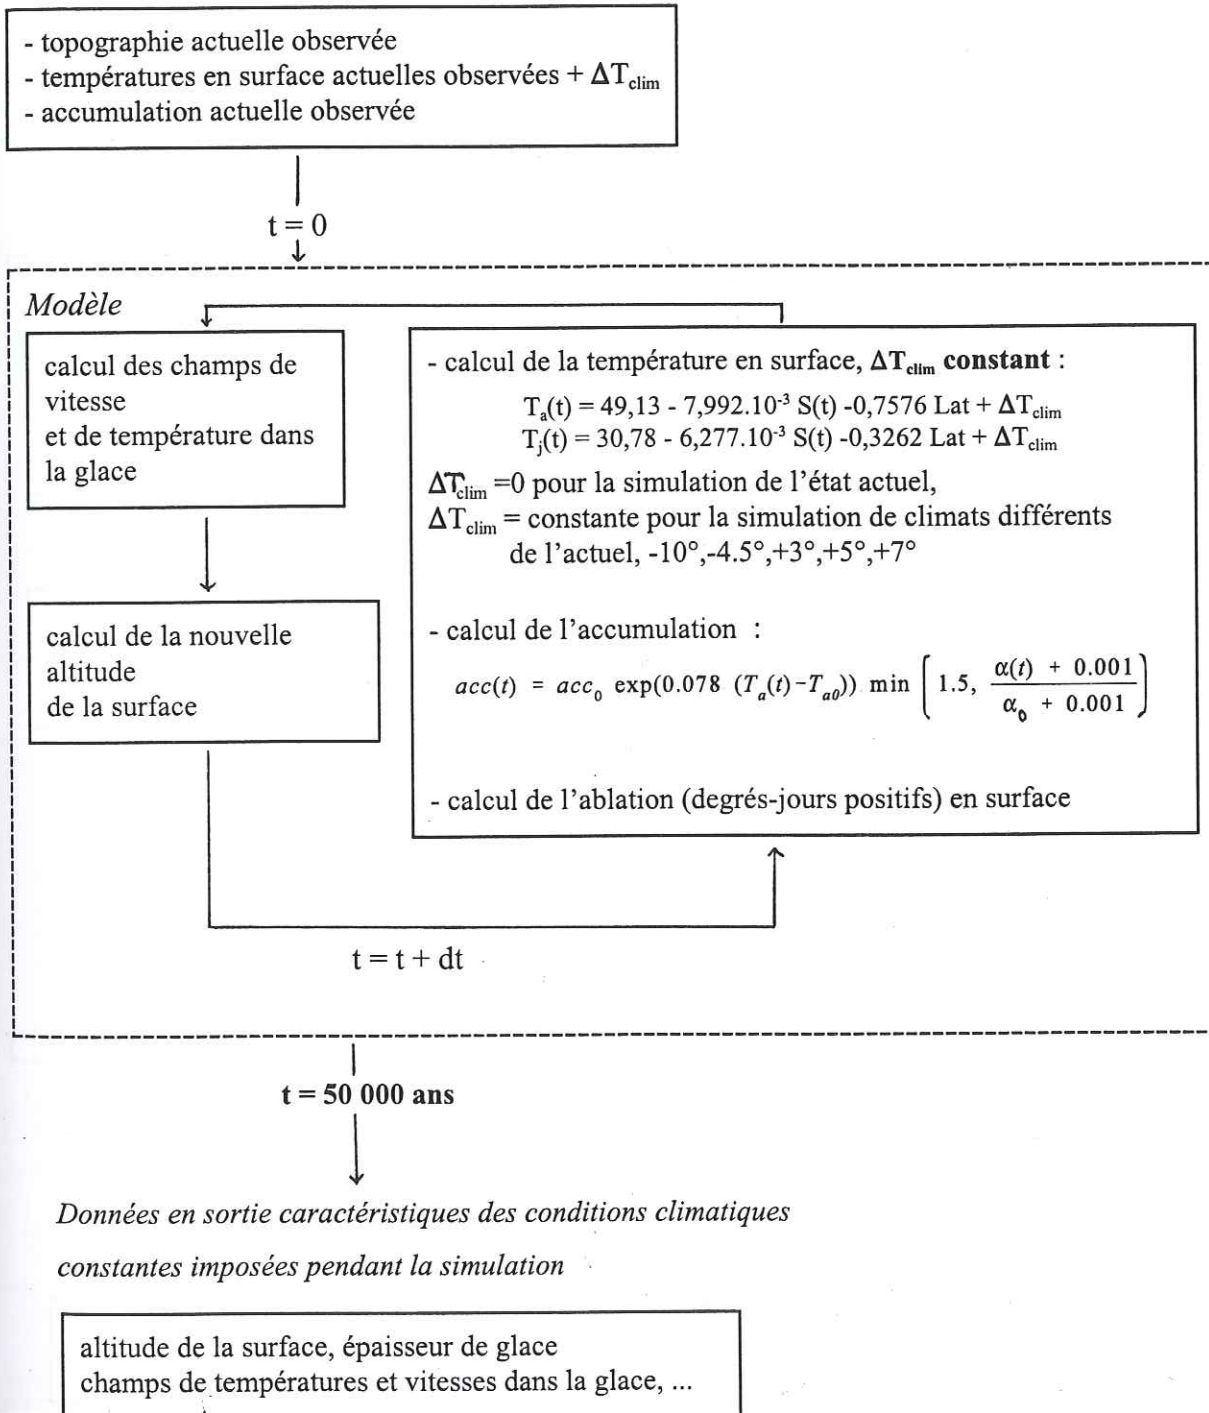 - topographie actuelle observée
- températures en surface actuelles observées + ΔT_clim
- accumulation actuelle observée
t = 0
Modèle
calcul des champs de
vitesse
et de température dans
la glace
calcul de la nouvelle
altitude
de la surface
- calcul de la température en surface, ΔT_clim constant :
T_a(t) = 49,13 - 7,992.10^-3 S(t) -0,7576 Lat + ΔT_clim
T_j(t) = 30,78 - 6,277.10^-3 S(t) -0,3262 Lat + ΔT_clim
ΔT_clim =0 pour la simulation de l'état actuel,
ΔT_clim = constante pour la simulation de climats différents
de l'actuel, -10°,-4.5°,+3°,+5°,+7°
- calcul de l'accumulation :
acc(t) = acc_0 exp(0.078 (T_a(t)-T_a0)) min ( 1.5, (α(t) + 0.001) / (α_0 + 0.001) )
- calcul de l'ablation (degrés-jours positifs) en surface
t = t + dt
t = 50 000 ans
Données en sortie caractéristiques des conditions climatiques
constantes imposées pendant la simulation
altitude de la surface, épaisseur de glace
champs de températures et vitesses dans la glace, ...